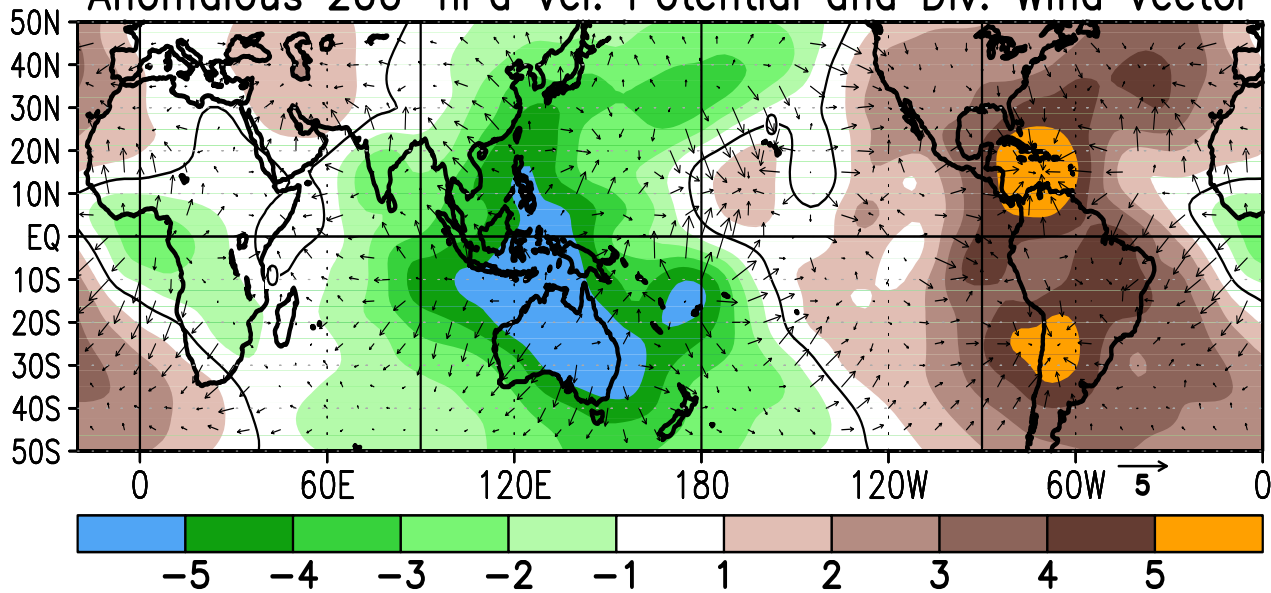 Anomalous 200-hPa Vel. Potential and Div. Wind Vector
50N
40N
30N
20N
10N
EQ
10S
20S
30S
40S
50S
0
0
0 60E 120E 180 120W 60W 0
5
-5 -4 -3 -2 -1 1 2 3 4 5